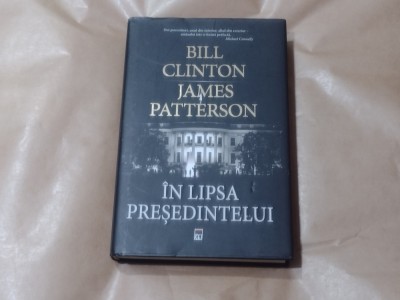 BILL
CLINTON
JAMES
PATTERSON
ÎN LIPSA
PREȘEDINTELUI